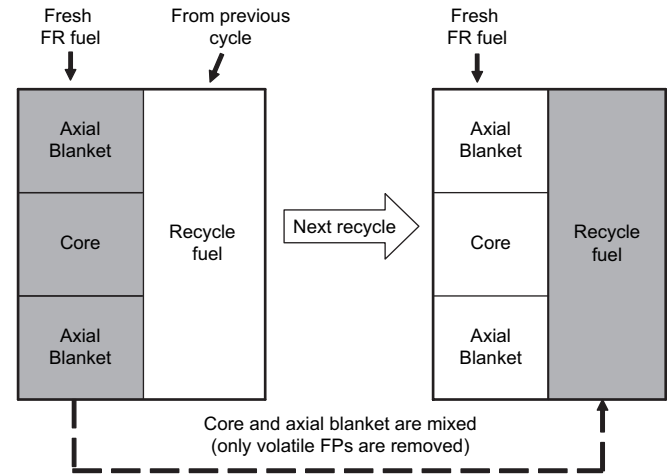 Fresh
FR fuel
From previous
cycle
Fresh
FR fuel
Axial
Blanket
Core
Axial
Blanket
Recycle
fuel
Next recycle
Axial
Blanket
Core
Axial
Blanket
Recycle
fuel
Core and axial blanket are mixed
(only volatile FPs are removed)